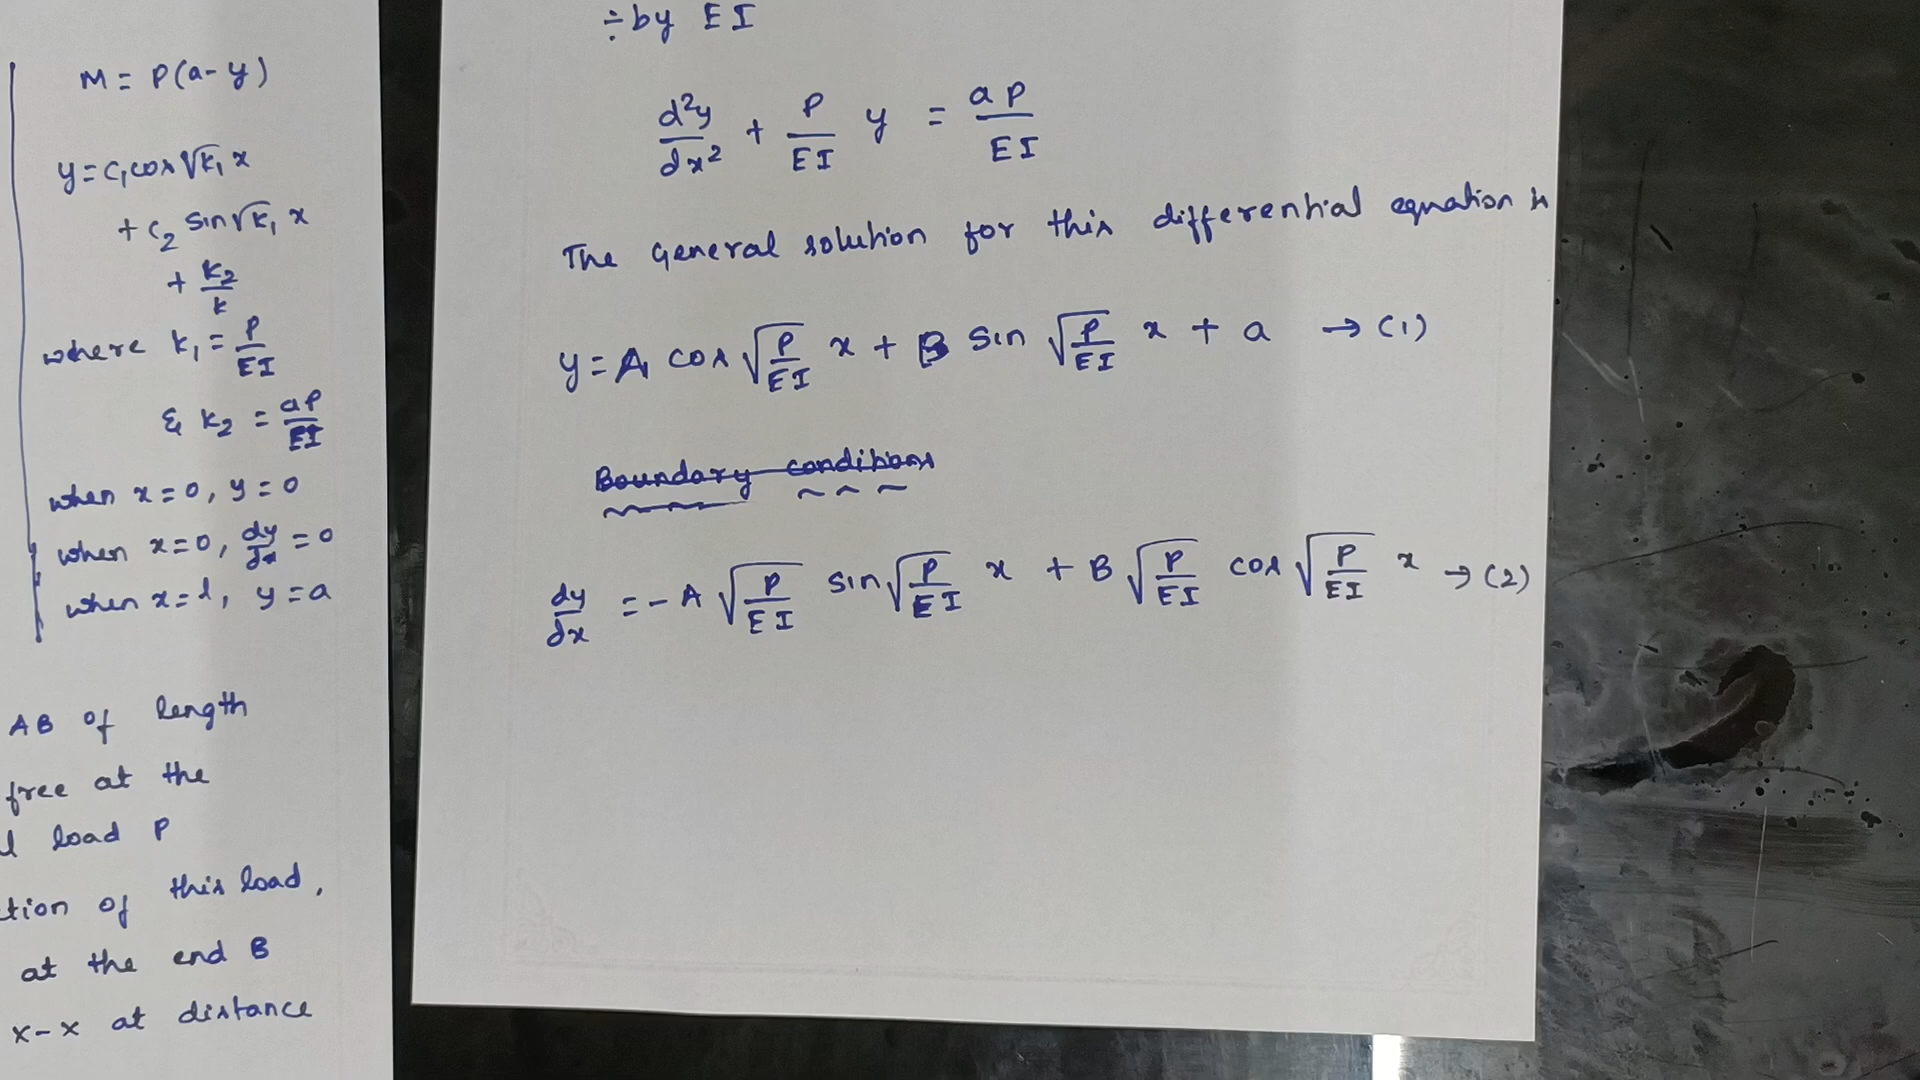 M = P(a-y)
y = C₁ cos √k₁ x
+ C₂ sin √k₁ x
+ k₂/k
where k₁ = P/EI
& k₂ = aP/EI
when x=0, y=0
when x=0, dy/dx = 0
when x=l, y=a
AB of length
free at the
load P
of this load,
at the end B
x-x at distance
÷ by EI
d²y/dx² + P/EI y = aP/EI
The general solution for this differential equation is
y = A cos √(P/EI) x + B sin √(P/EI) x + a → (1)
Boundary conditions
dy/dx = -A √(P/EI) sin √(P/EI) x + B √(P/EI) cos √(P/EI) x → (2)